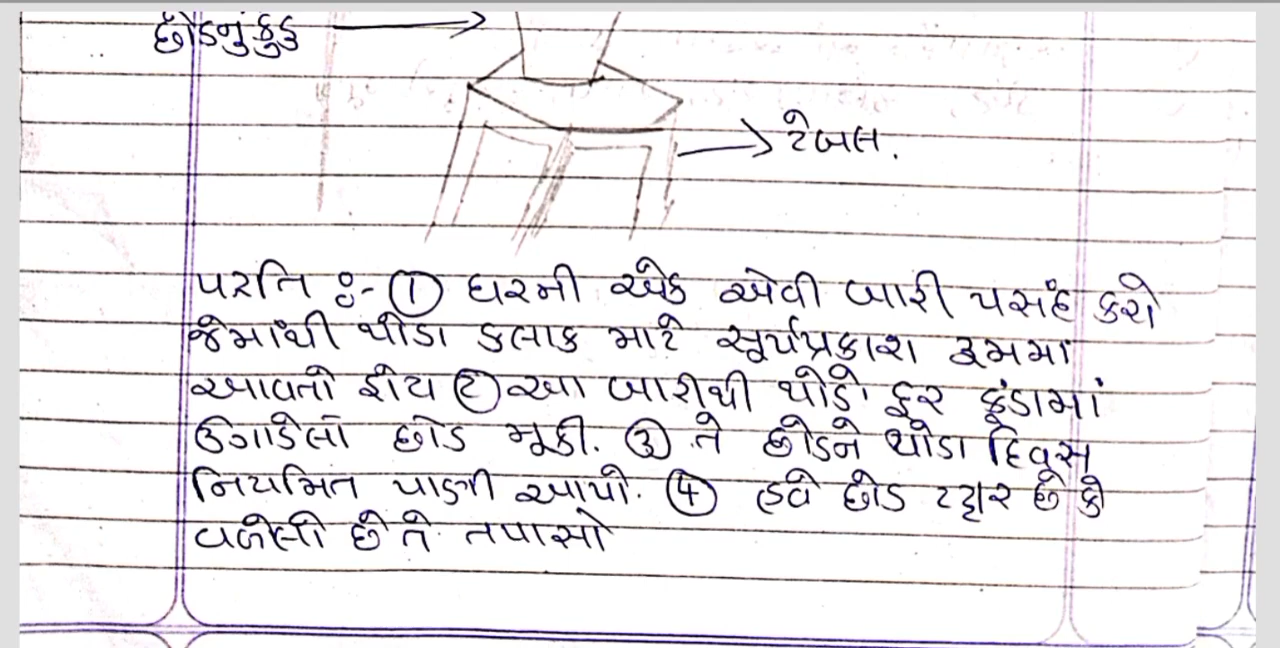 છોડનું કુંડુ
ટેબલ.
પદ્ધતિ :- ① ઘરની એક એવી બારી પસંદ કરો
જેમાંથી થોડા કલાક માટે સૂર્યપ્રકાશ રૂમમાં
આવતો હોય ② આ બારીથી થોડે દૂર કુંડામાં
ઉગાડેલો છોડ મૂકો. ③ તે છોડને થોડા દિવસ
નિયમિત પાણી આપો. ④ હવે છોડ ટટ્ટાર છે કે
વળેલો છે તે તપાસો